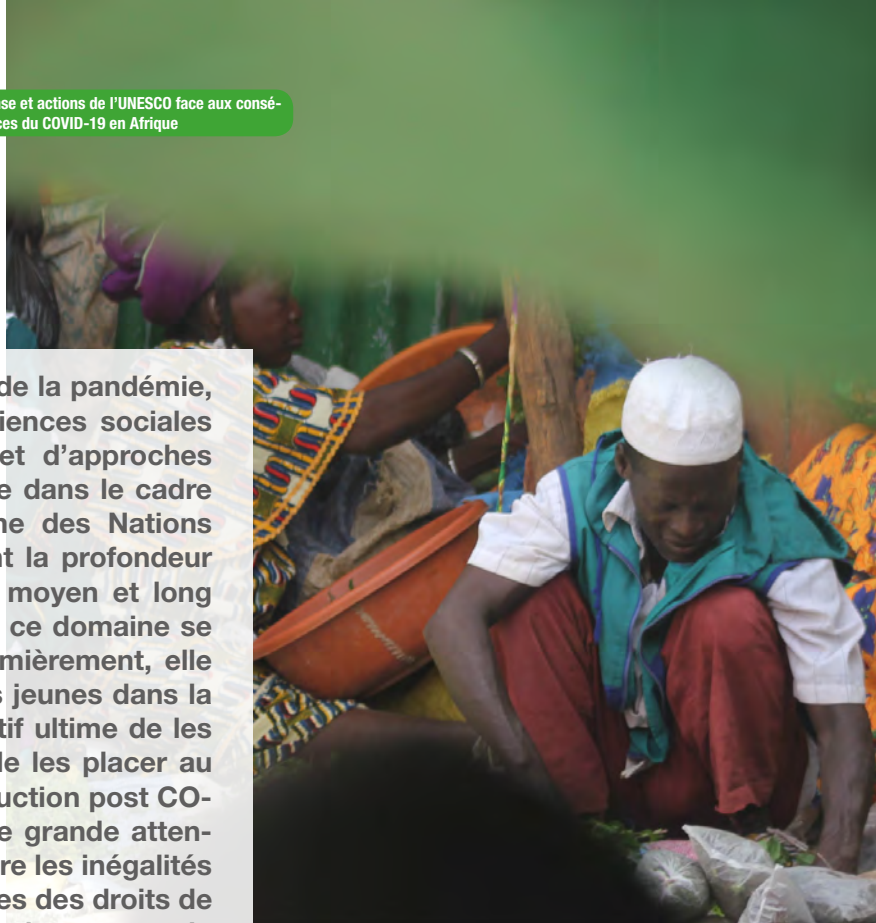 se et actions de l'UNESCO face aux consé-
ces du COVID-19 en Afrique
de la pandémie,
iences sociales
et d'approches
e dans le cadre
ne des Nations
t la profondeur
moyen et long
ce domaine se
mièrement, elle
s jeunes dans la
tif ultime de les
le les placer au
uction post CO-
e grande atten-
re les inégalités
es des droits de